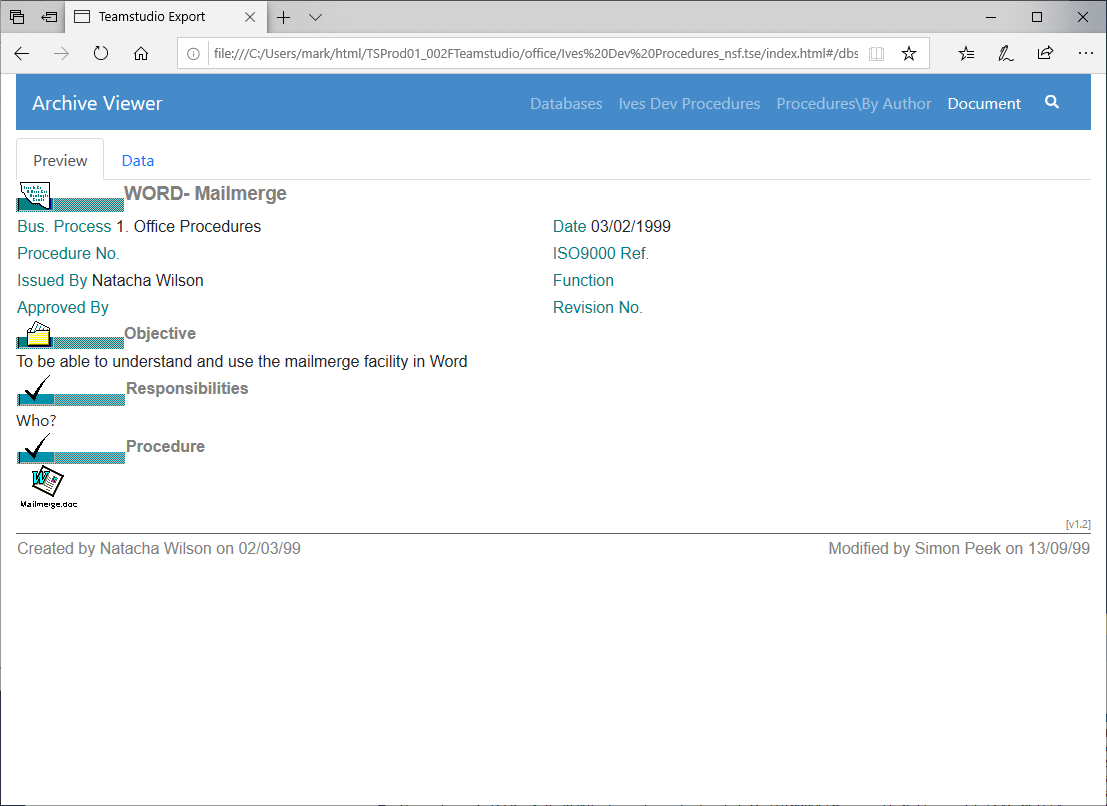 Teamstudio Export
file:///C:/Users/mark/html/TSProd01_002FTeamstudio/office/Ives%20Dev%20Procedures_nsf.tse/index.html#/dbs
Archive Viewer Databases Ives Dev Procedures Procedures\By Author Document
Preview Data
WORD- Mailmerge
Bus. Process 1. Office Procedures Date 03/02/1999
Procedure No. ISO9000 Ref.
Issued By Natacha Wilson Function
Approved By Revision No.
Objective
To be able to understand and use the mailmerge facility in Word
Responsibilities
Who?
Procedure
Mailmerge.doc
[v1.2]
Created by Natacha Wilson on 02/03/99 Modified by Simon Peek on 13/09/99